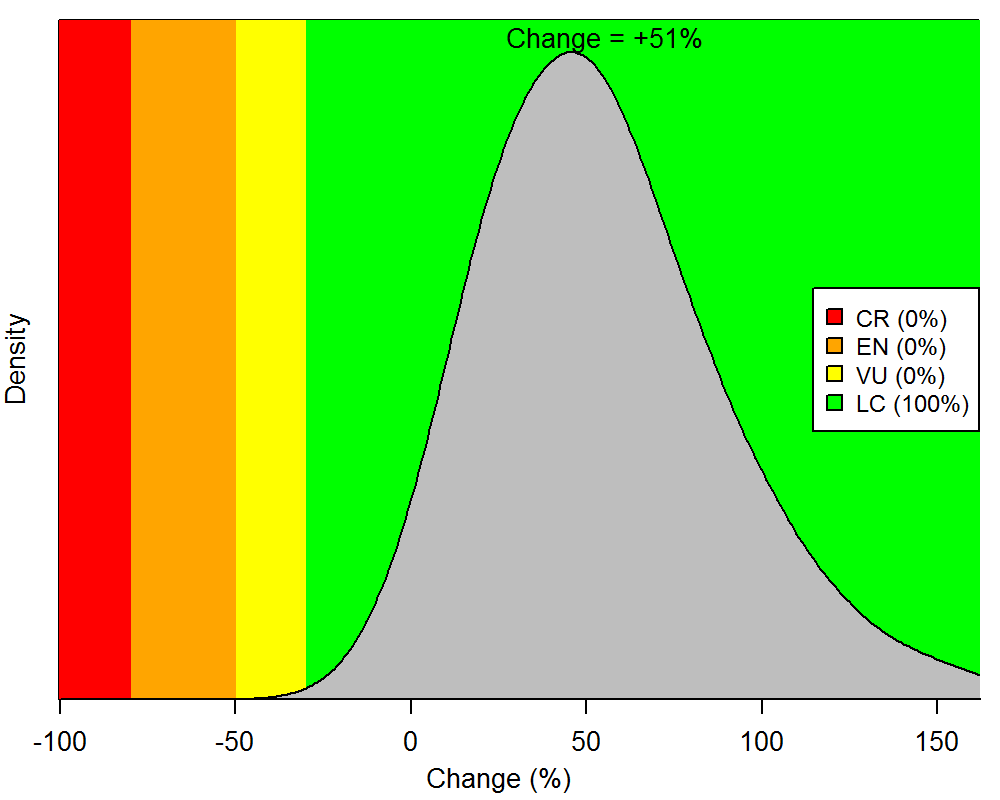 Change = +51%
Density
CR (0%)
EN (0%)
VU (0%)
LC (100%)
-100 -50 0 50 100 150
Change (%)